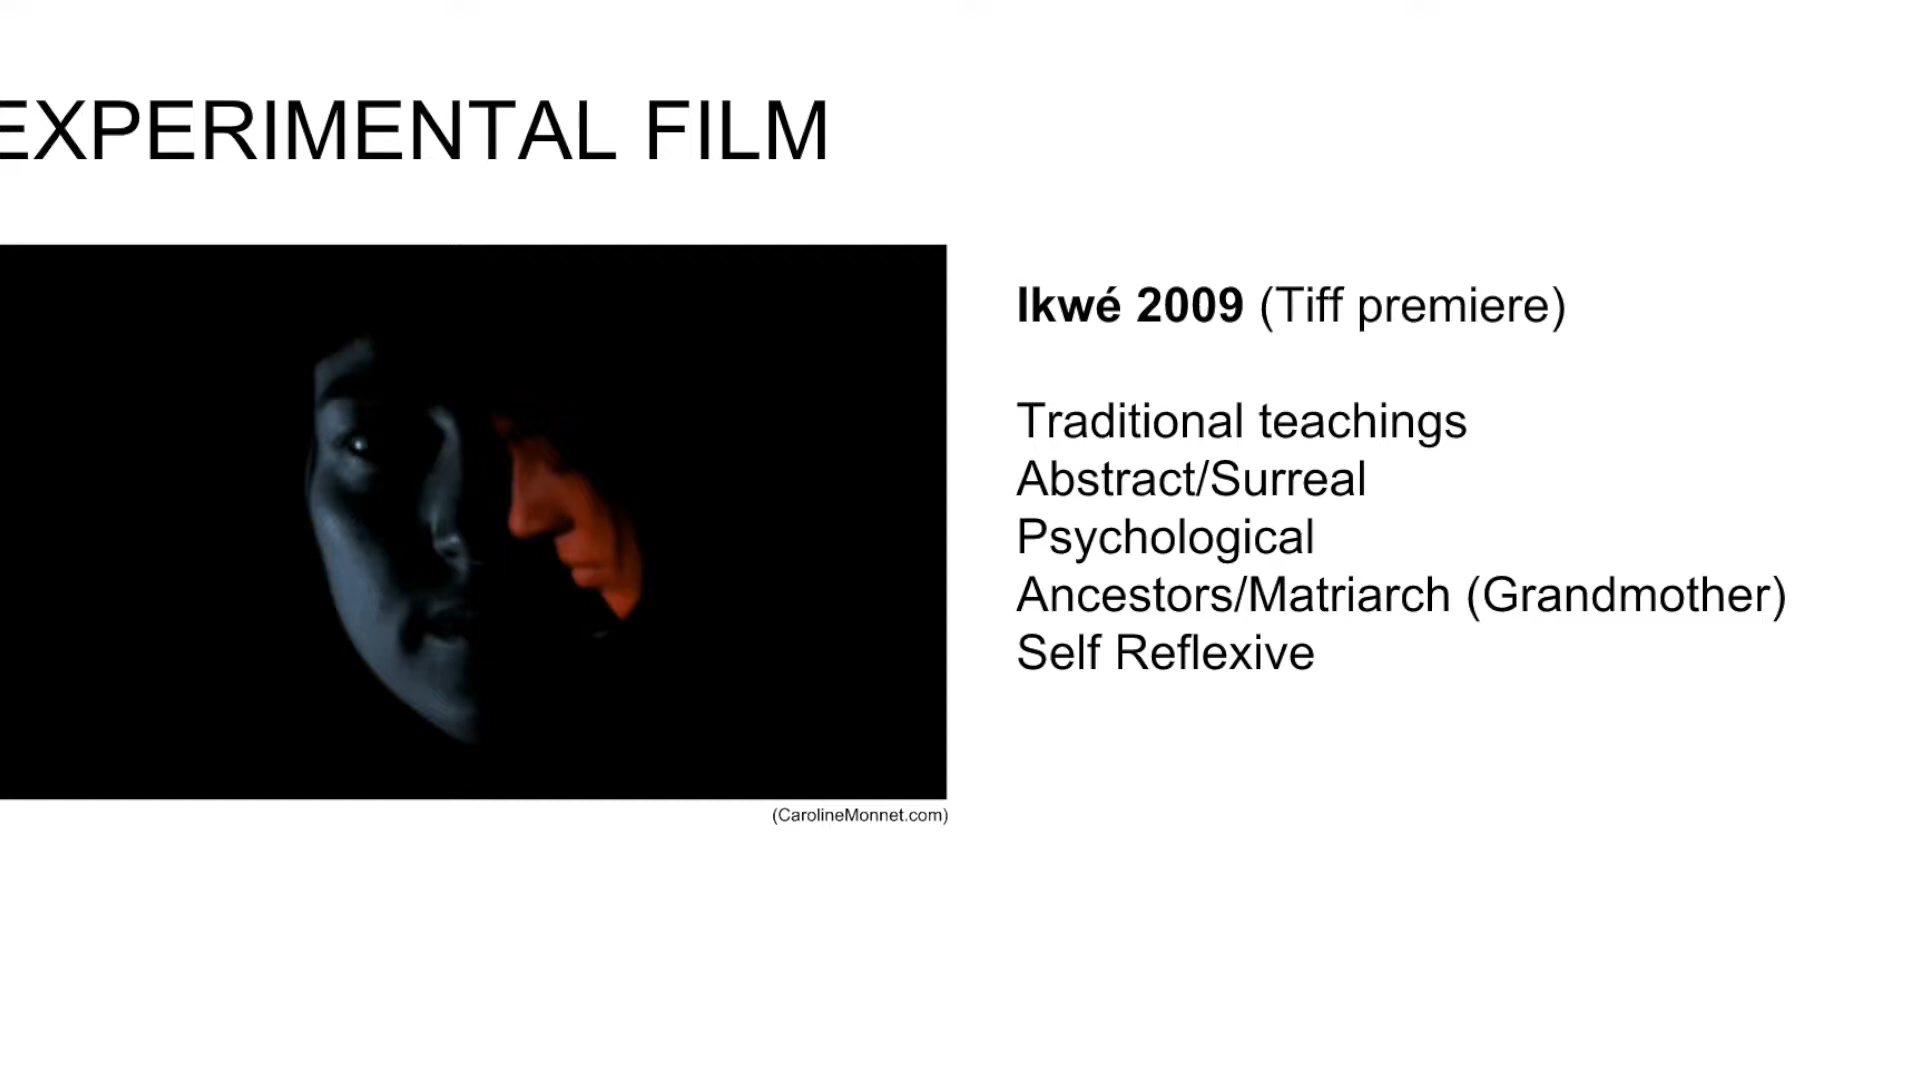 EXPERIMENTAL FILM
Ikwé 2009 (Tiff premiere)
Traditional teachings
Abstract/Surreal
Psychological
Ancestors/Matriarch (Grandmother)
Self Reflexive
(CarolineMonnet.com)